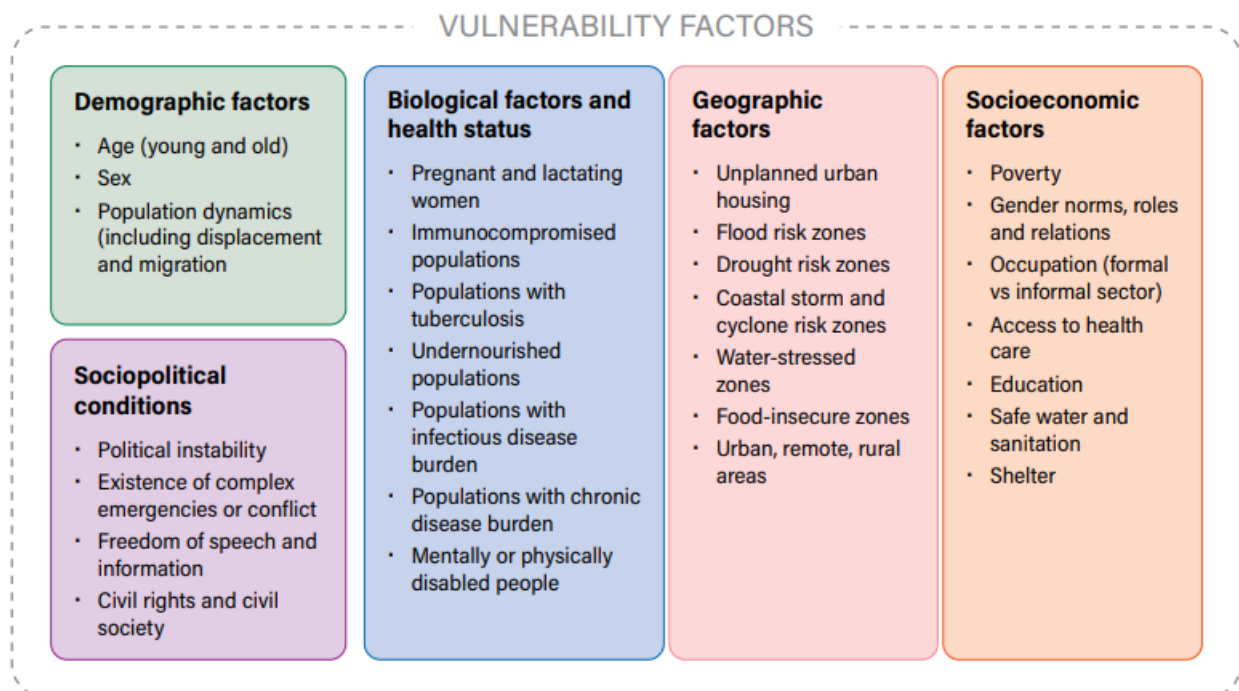 VULNERABILITY FACTORS
Demographic factors
· Age (young and old)
· Sex
· Population dynamics
(including displacement
and migration
Sociopolitical
conditions
· Political instability
· Existence of complex
emergencies or conflict
· Freedom of speech and
information
· Civil rights and civil
society
Biological factors and
health status
· Pregnant and lactating
women
· Immunocompromised
populations
· Populations with
tuberculosis
· Undernourished
populations
· Populations with
infectious disease
burden
· Populations with chronic
disease burden
· Mentally or physically
disabled people
Geographic
factors
· Unplanned urban
housing
· Flood risk zones
· Drought risk zones
· Coastal storm and
cyclone risk zones
· Water-stressed
zones
· Food-insecure zones
· Urban, remote, rural
areas
Socioeconomic
factors
· Poverty
· Gender norms, roles
and relations
· Occupation (formal
vs informal sector)
· Access to health
care
· Education
· Safe water and
sanitation
· Shelter